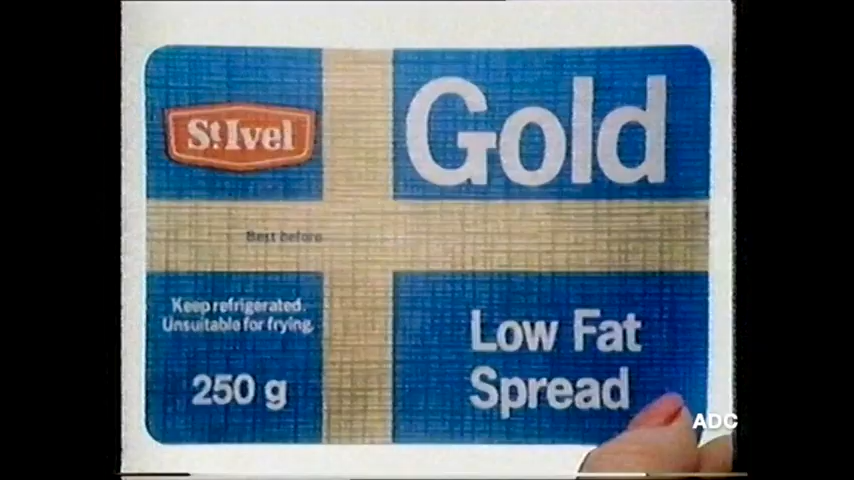 St Ivel
Gold
Best before
Keep refrigerated.
Unsuitable for frying.
250 g
Low Fat
Spread
ADC